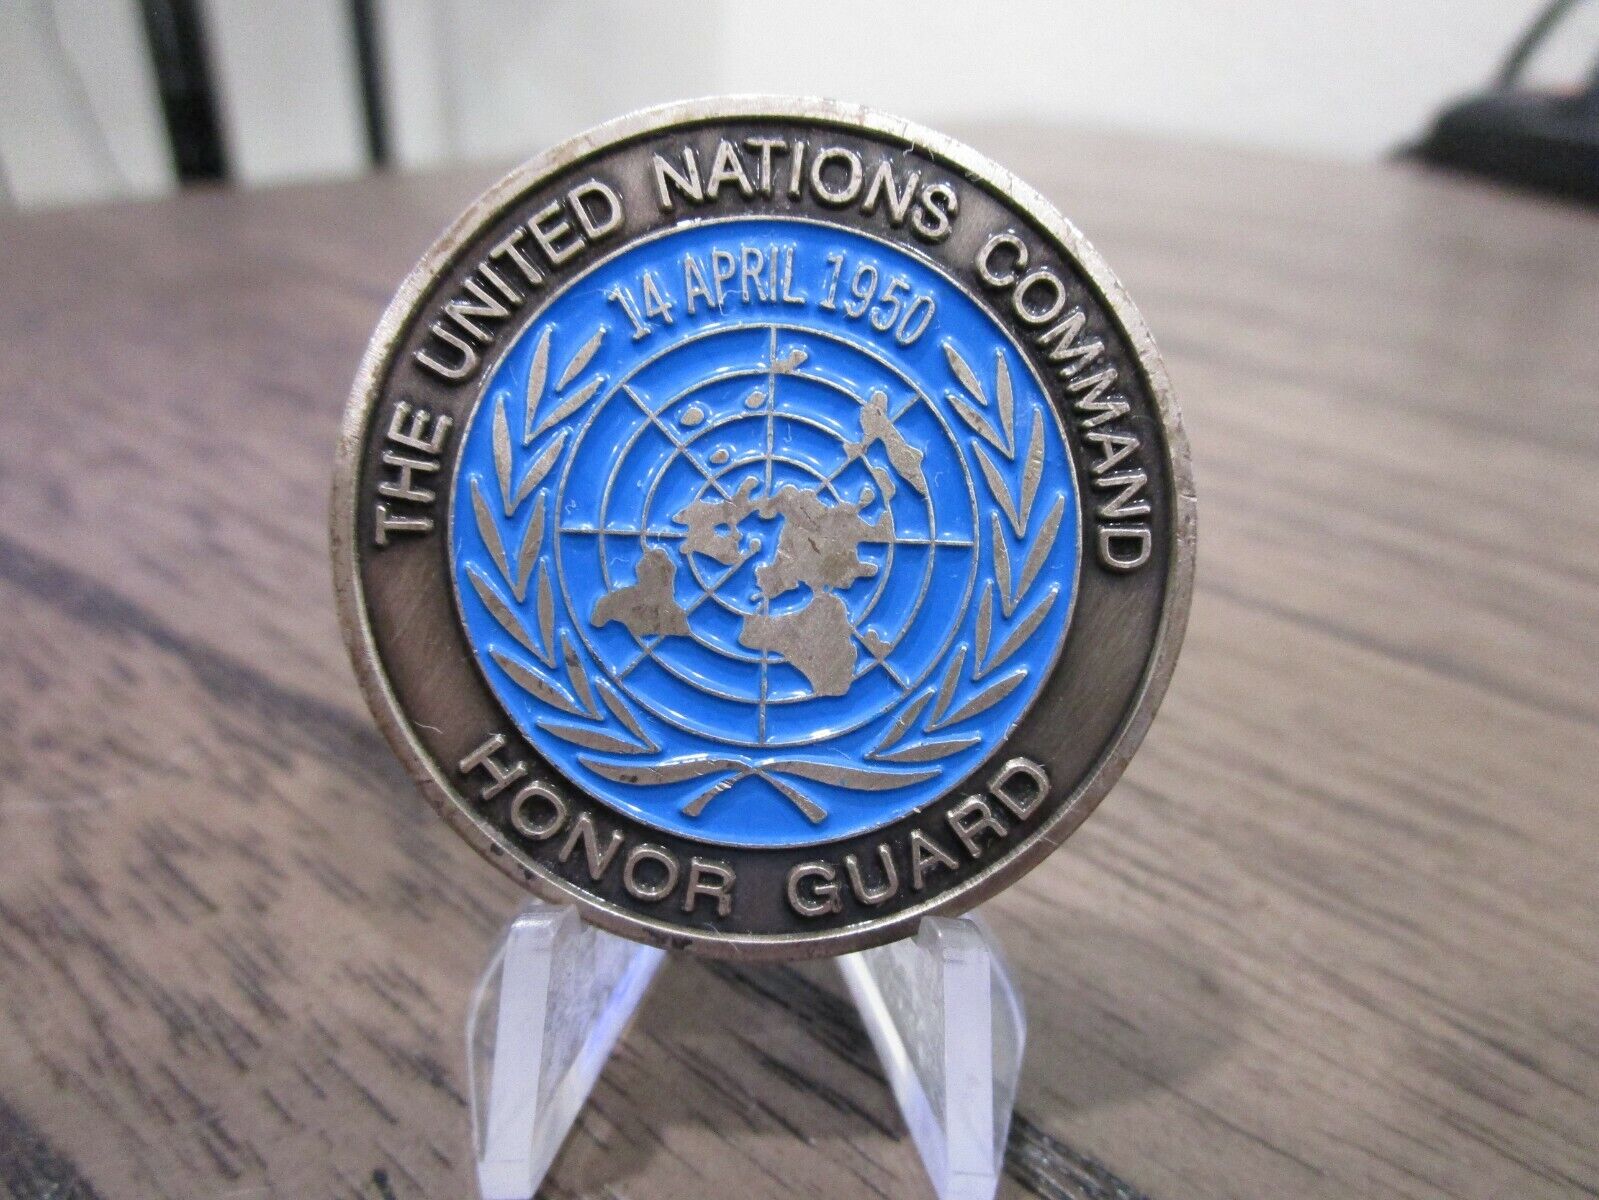 THE UNITED NATIONS COMMAND
14 APRIL 1950
HONOR GUARD